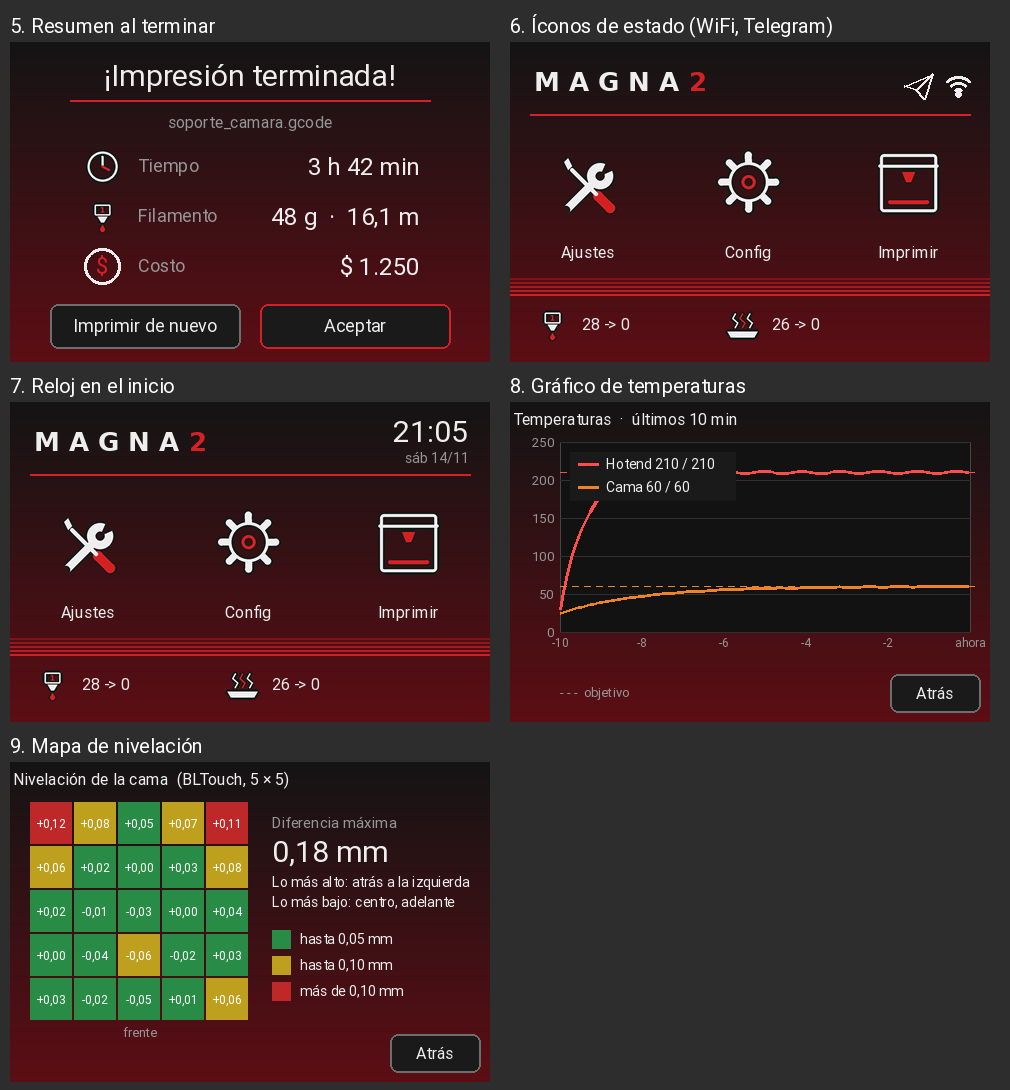 5. Resumen al terminar
¡Impresión terminada!
soporte_camara.gcode
Tiempo 3 h 42 min
Filamento 48 g · 16,1 m
$ Costo $ 1.250
Imprimir de nuevo Aceptar
6. Íconos de estado (WiFi, Telegram)
MAGNA2
Ajustes Config Imprimir
28 -> 0 26 -> 0
7. Reloj en el inicio
MAGNA2 21:05
sáb 14/11
Ajustes Config Imprimir
28 -> 0 26 -> 0
8. Gráfico de temperaturas
Temperaturas · últimos 10 min
250
200
150
100
50
0
Hotend 210 / 210
Cama 60 / 60
-10 -8 -6 -4 -2 ahora
- - - objetivo
Atrás
9. Mapa de nivelación
Nivelación de la cama (BLTouch, 5 × 5)
+0,12 +0,08 +0,05 +0,07 +0,11
+0,06 +0,02 +0,00 +0,03 +0,08
+0,02 -0,01 -0,03 +0,00 +0,04
+0,00 -0,04 -0,06 -0,02 +0,03
+0,03 -0,02 -0,05 +0,01 +0,06
frente
Diferencia máxima
0,18 mm
Lo más alto: atrás a la izquierda
Lo más bajo: centro, adelante
hasta 0,05 mm
hasta 0,10 mm
más de 0,10 mm
Atrás